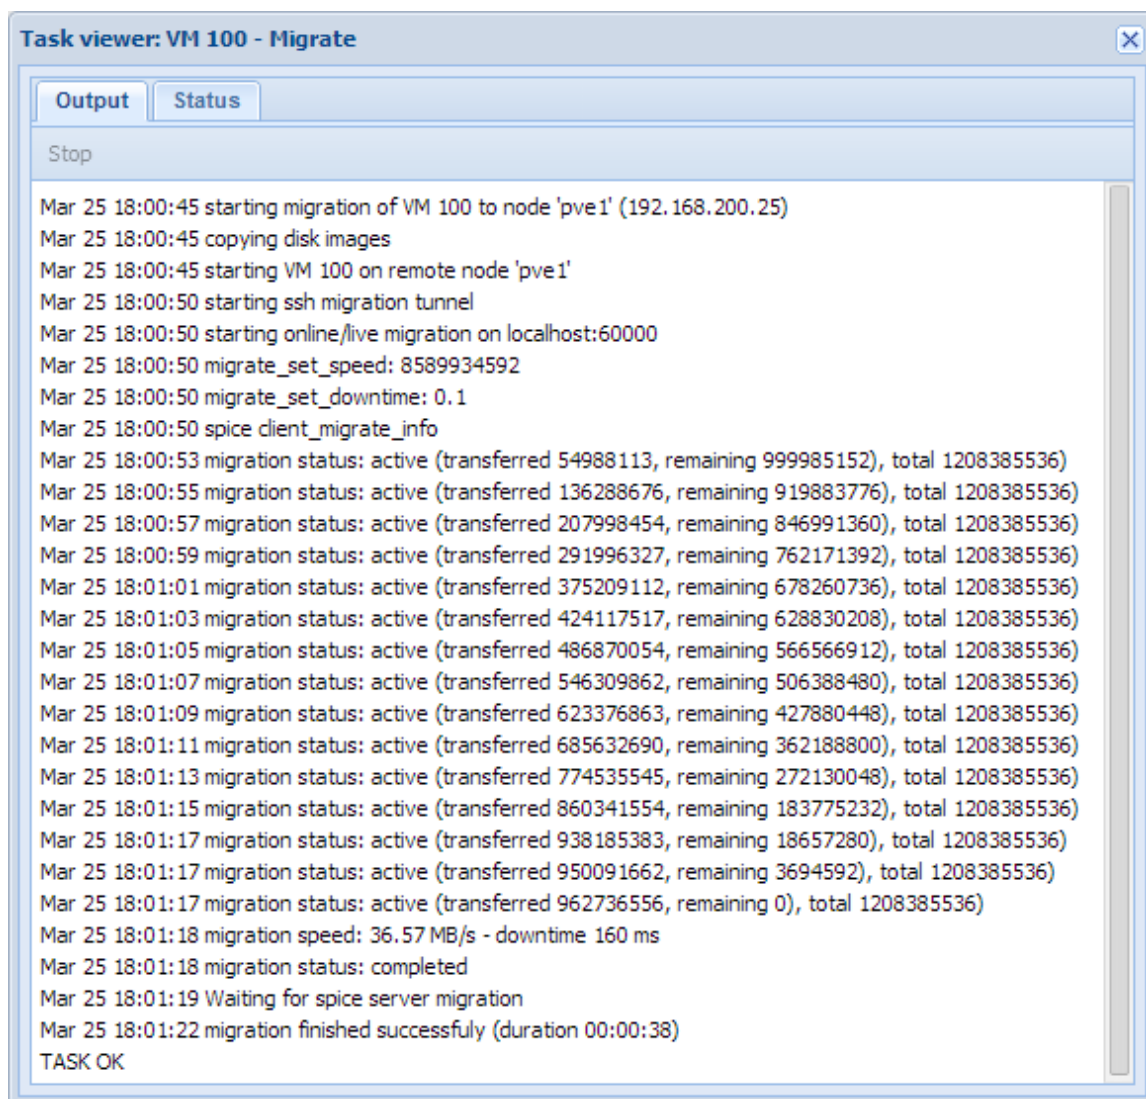 Task viewer: VM 100 - Migrate
Output Status
Stop
Mar 25 18:00:45 starting migration of VM 100 to node 'pve1' (192.168.200.25)
Mar 25 18:00:45 copying disk images
Mar 25 18:00:45 starting VM 100 on remote node 'pve1'
Mar 25 18:00:50 starting ssh migration tunnel
Mar 25 18:00:50 starting online/live migration on localhost:60000
Mar 25 18:00:50 migrate_set_speed: 8589934592
Mar 25 18:00:50 migrate_set_downtime: 0.1
Mar 25 18:00:50 spice client_migrate_info
Mar 25 18:00:53 migration status: active (transferred 54988113, remaining 999985152), total 1208385536)
Mar 25 18:00:55 migration status: active (transferred 136288676, remaining 919883776), total 1208385536)
Mar 25 18:00:57 migration status: active (transferred 207998454, remaining 846991360), total 1208385536)
Mar 25 18:00:59 migration status: active (transferred 291996327, remaining 762171392), total 1208385536)
Mar 25 18:01:01 migration status: active (transferred 375209112, remaining 678260736), total 1208385536)
Mar 25 18:01:03 migration status: active (transferred 424117517, remaining 628830208), total 1208385536)
Mar 25 18:01:05 migration status: active (transferred 486870054, remaining 566566912), total 1208385536)
Mar 25 18:01:07 migration status: active (transferred 546309862, remaining 506388480), total 1208385536)
Mar 25 18:01:09 migration status: active (transferred 623376863, remaining 427880448), total 1208385536)
Mar 25 18:01:11 migration status: active (transferred 685632690, remaining 362188800), total 1208385536)
Mar 25 18:01:13 migration status: active (transferred 774535545, remaining 272130048), total 1208385536)
Mar 25 18:01:15 migration status: active (transferred 860341554, remaining 183775232), total 1208385536)
Mar 25 18:01:17 migration status: active (transferred 938185383, remaining 18657280), total 1208385536)
Mar 25 18:01:17 migration status: active (transferred 950091662, remaining 3694592), total 1208385536)
Mar 25 18:01:17 migration status: active (transferred 962736556, remaining 0), total 1208385536)
Mar 25 18:01:18 migration speed: 36.57 MB/s - downtime 160 ms
Mar 25 18:01:18 migration status: completed
Mar 25 18:01:19 Waiting for spice server migration
Mar 25 18:01:22 migration finished successfuly (duration 00:00:38)
TASK OK